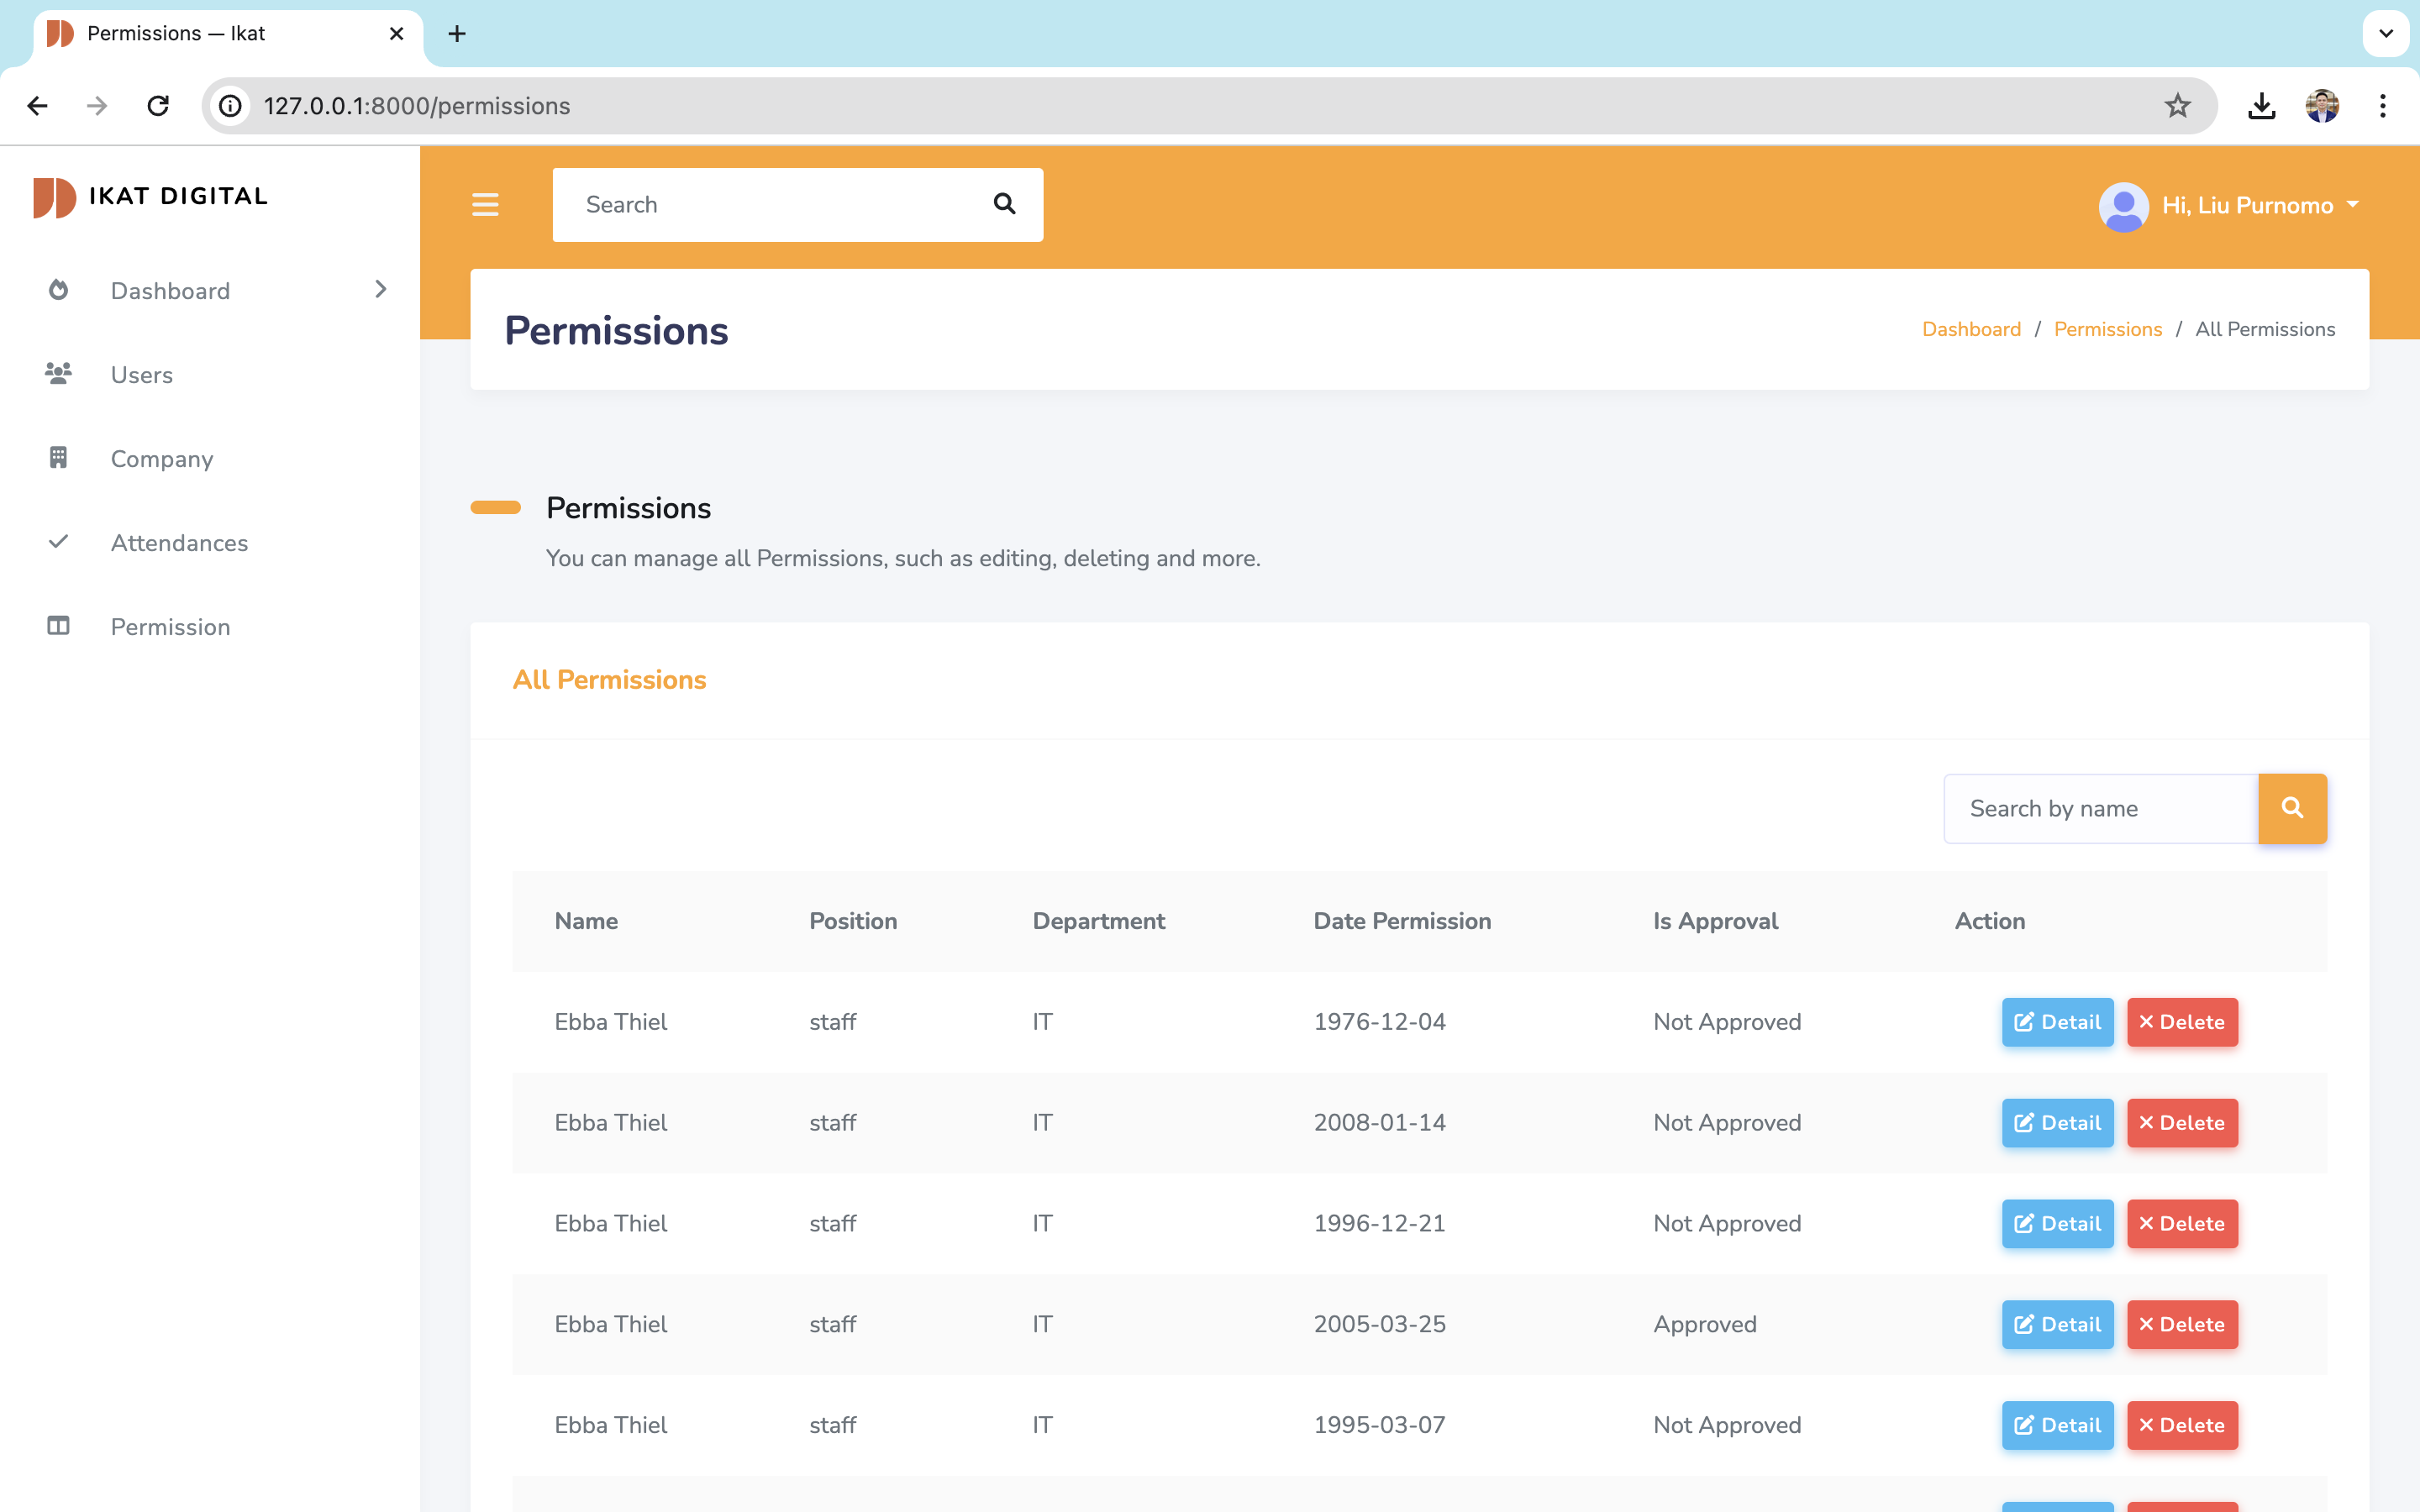 Permissions — Ikat
127.0.0.1:8000/permissions
IKAT DIGITAL
Search
Hi, Liu Purnomo
Dashboard
Users
Company
Attendances
Permission
Permissions
Dashboard / Permissions / All Permissions
Permissions
You can manage all Permissions, such as editing, deleting and more.
All Permissions
Search by name
Name Position Department Date Permission Is Approval Action
Ebba Thiel staff IT 1976-12-04 Not Approved Detail Delete
Ebba Thiel staff IT 2008-01-14 Not Approved Detail Delete
Ebba Thiel staff IT 1996-12-21 Not Approved Detail Delete
Ebba Thiel staff IT 2005-03-25 Approved Detail Delete
Ebba Thiel staff IT 1995-03-07 Not Approved Detail Delete